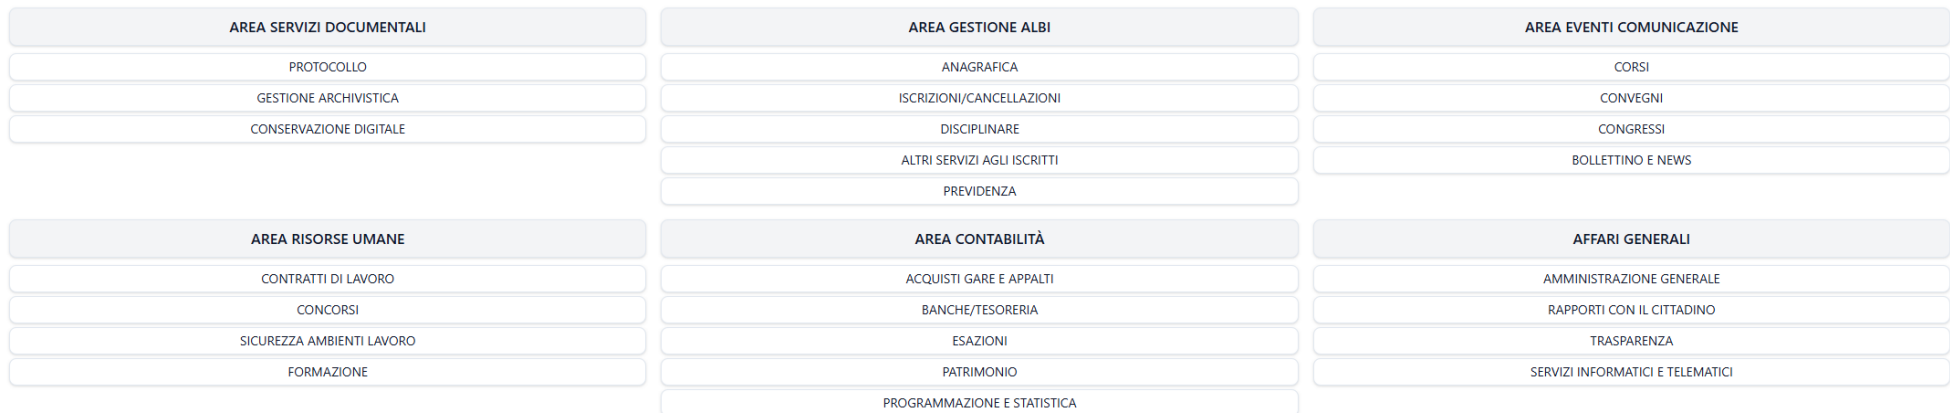 AREA SERVIZI DOCUMENTALI
PROTOCOLLO
GESTIONE ARCHIVISTICA
CONSERVAZIONE DIGITALE
AREA GESTIONE ALBI
ANAGRAFICA
ISCRIZIONI/CANCELLAZIONI
DISCIPLINARE
ALTRI SERVIZI AGLI ISCRITTI
PREVIDENZA
AREA EVENTI COMUNICAZIONE
CORSI
CONVEGNI
CONGRESSI
BOLLETTINO E NEWS
AREA RISORSE UMANE
CONTRATTI DI LAVORO
CONCORSI
SICUREZZA AMBIENTI LAVORO
FORMAZIONE
AREA CONTABILITÀ
ACQUISTI GARE E APPALTI
BANCHE/TESORERIA
ESAZIONI
PATRIMONIO
PROGRAMMAZIONE E STATISTICA
AFFARI GENERALI
AMMINISTRAZIONE GENERALE
RAPPORTI CON IL CITTADINO
TRASPARENZA
SERVIZI INFORMATICI E TELEMATICI